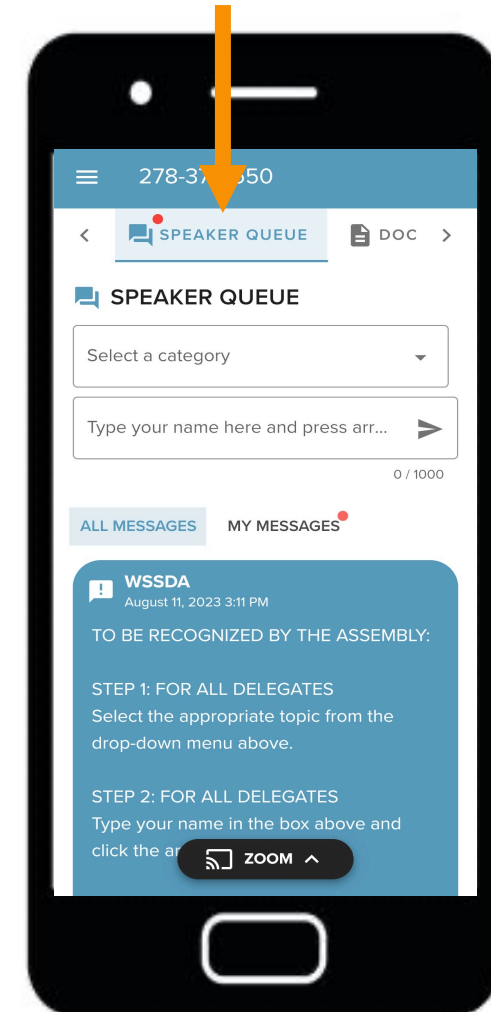 278-37 550
SPEAKER QUEUE
DOC
SPEAKER QUEUE
Select a category
Type your name here and press arr...
0 / 1000
ALL MESSAGES MY MESSAGES
WSSDA
August 11, 2023 3:11 PM
TO BE RECOGNIZED BY THE ASSEMBLY:
STEP 1: FOR ALL DELEGATES
Select the appropriate topic from the
drop-down menu above.
STEP 2: FOR ALL DELEGATES
Type your name in the box above and
click the ar
ZOOM